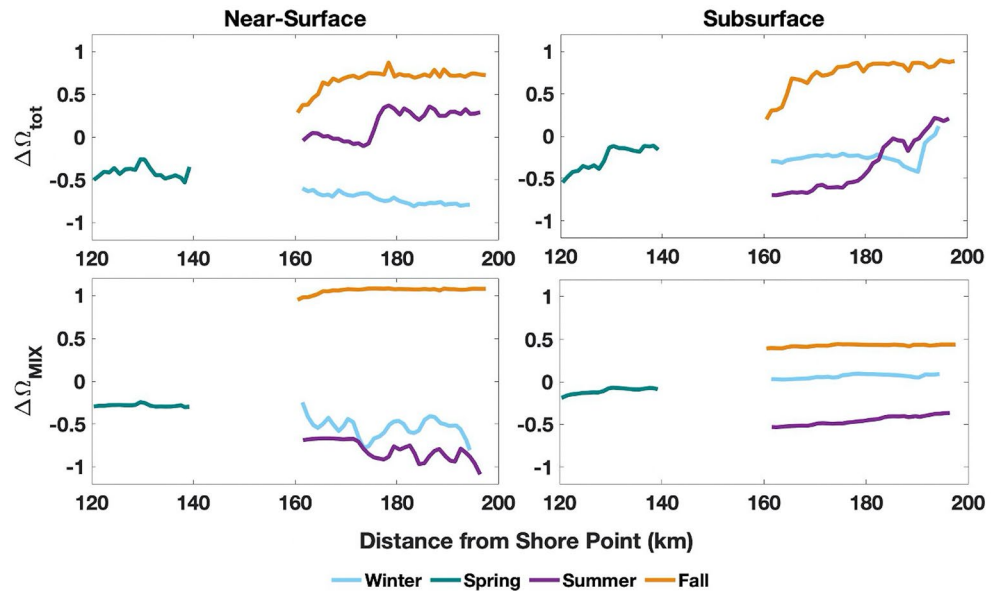 Near-Surface Subsurface
ΔΩtot
1 1
0.5 0.5
0 0
-0.5 -0.5
-1 -1
120 140 160 180 200 120 140 160 180 200
ΔΩMIX
1 1
0.5 0.5
0 0
-0.5 -0.5
-1 -1
120 140 160 180 200 120 140 160 180 200
Distance from Shore Point (km)
Winter Spring Summer Fall